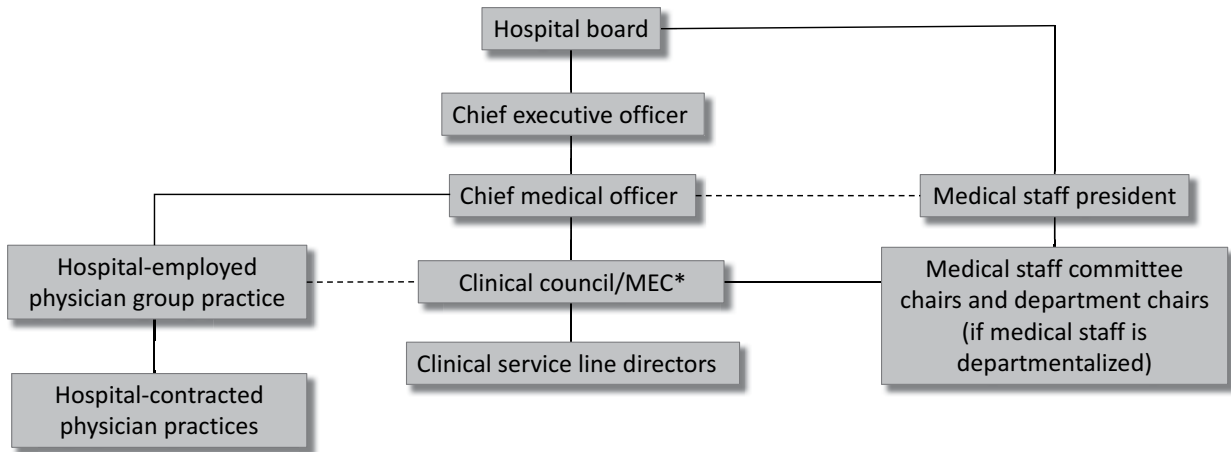 Hospital board
Chief executive officer
Chief medical officer
Medical staff president
Hospital-employed
physician group practice
Clinical council/MEC*
Medical staff committee
chairs and department chairs
(if medical staff is
departmentalized)
Clinical service line directors
Hospital-contracted
physician practices